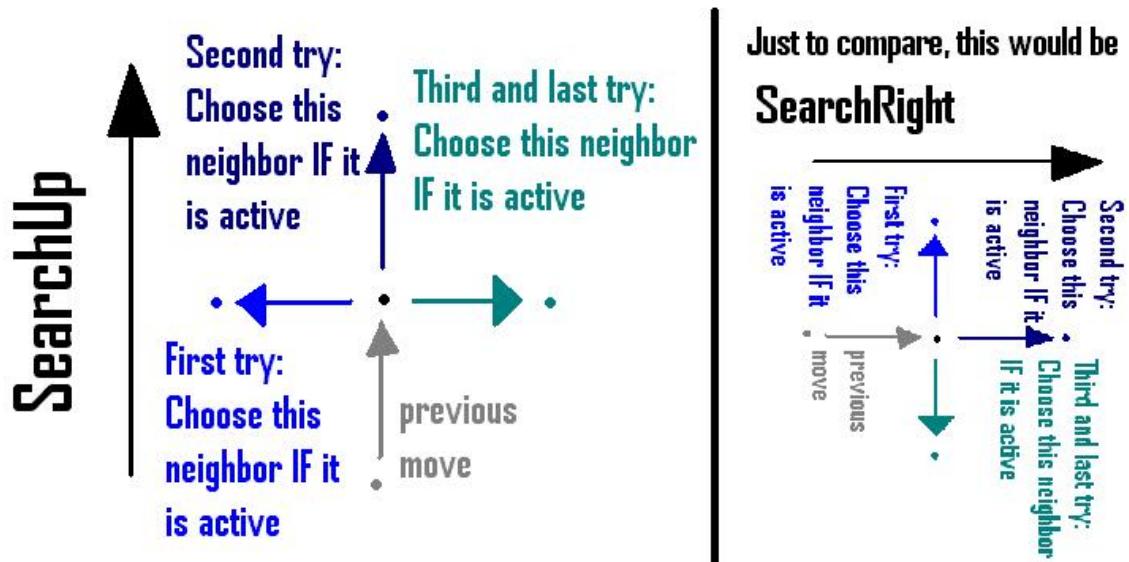 SearchUp
Second try:
Choose this
neighbor IF it
is active
Third and last try:
Choose this neighbor
IF it is active
First try:
Choose this
neighbor IF it
is active
previous
move
Just to compare, this would be
SearchRight
Second try:
Choose this
neighbor IF it
is active
First try:
Choose this
neighbor IF it
is active
previous
move
Third and last try:
Choose this neighbor
IF it is active